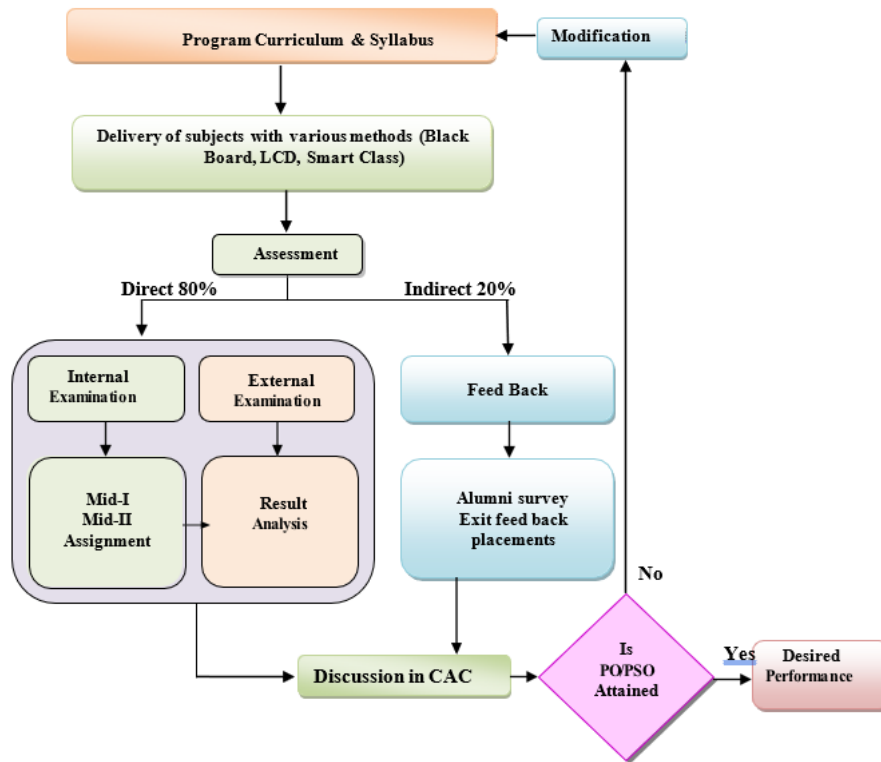 Program Curriculum & Syllabus
Modification
Delivery of subjects with various methods (Black
Board, LCD, Smart Class)
Assessment
Direct 80%
Indirect 20%
Internal
Examination
External
Examination
Feed Back
Mid-I
Mid-II
Assignment
Result
Analysis
Alumni survey
Exit feed back
placements
No
Discussion in CAC
Is
PO/PSO
Attained
Yes
Desired
Performance